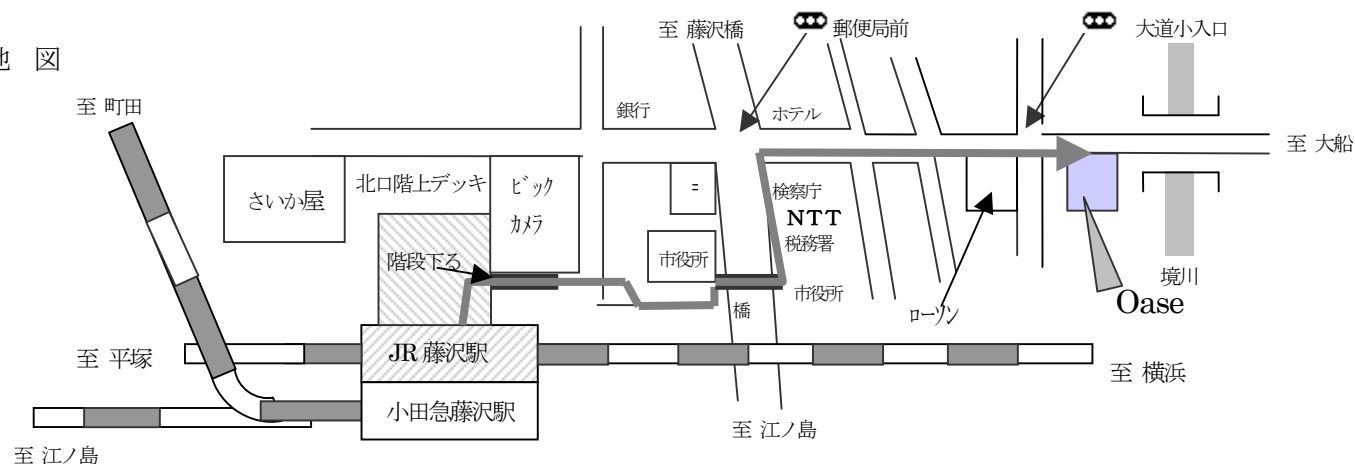 地 図
至 藤沢橋
郵便局前
大道小入口
至 町田
銀行
ホテル
至 大船
さいか屋
北口階上デッキ
ビック
カメラ
検察庁
NTT
税務署
階段下る
市役所
市役所
境川
Oase
橋
ローソン
JR 藤沢駅
至 平塚
至 横浜
小田急藤沢駅
至 江ノ島
至 江ノ島